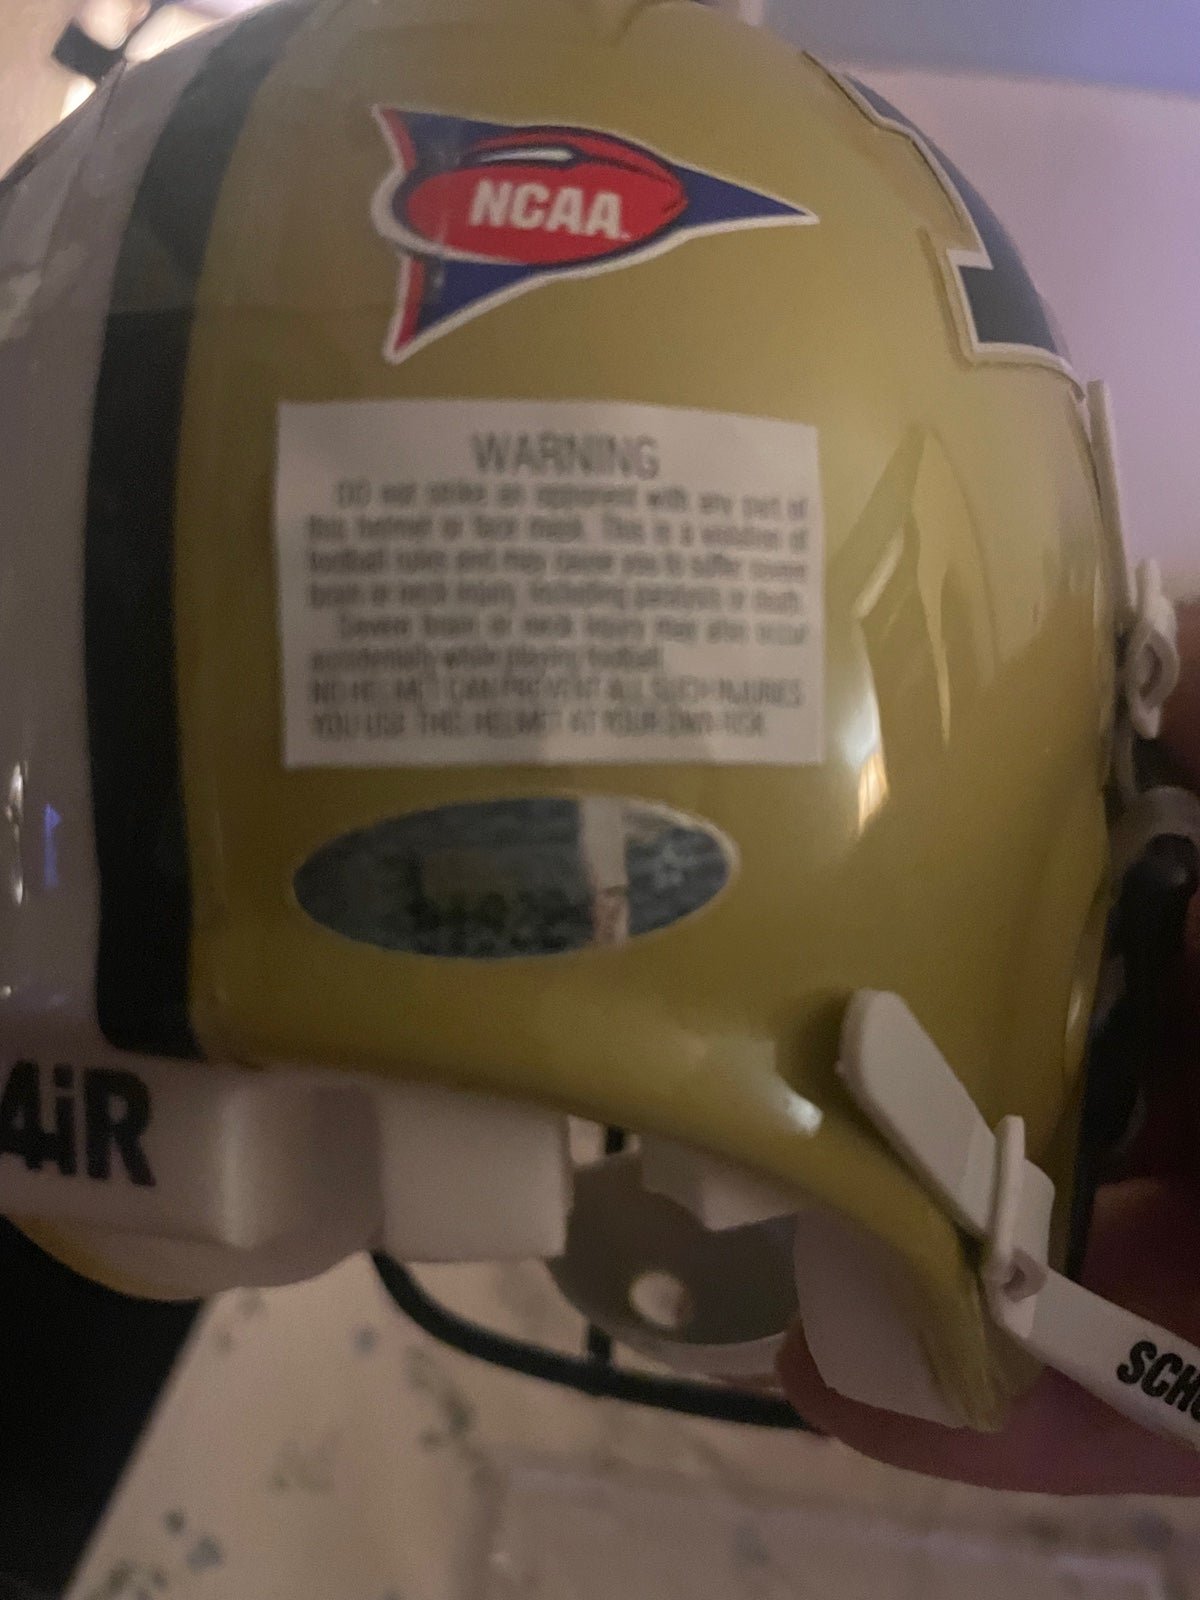 NCAA
WARNING
DO not strike an opponent with any part of
this helmet or face mask. This is a violation of
football rules and may cause you to suffer severe
brain or neck injury, including paralysis or death.
Severe brain or neck injury may also occur
accidentally while playing football.
NO HELMET CAN PREVENT ALL SUCH INJURIES
YOU USE THIS HELMET AT YOUR OWN RISK
AiR
SCH